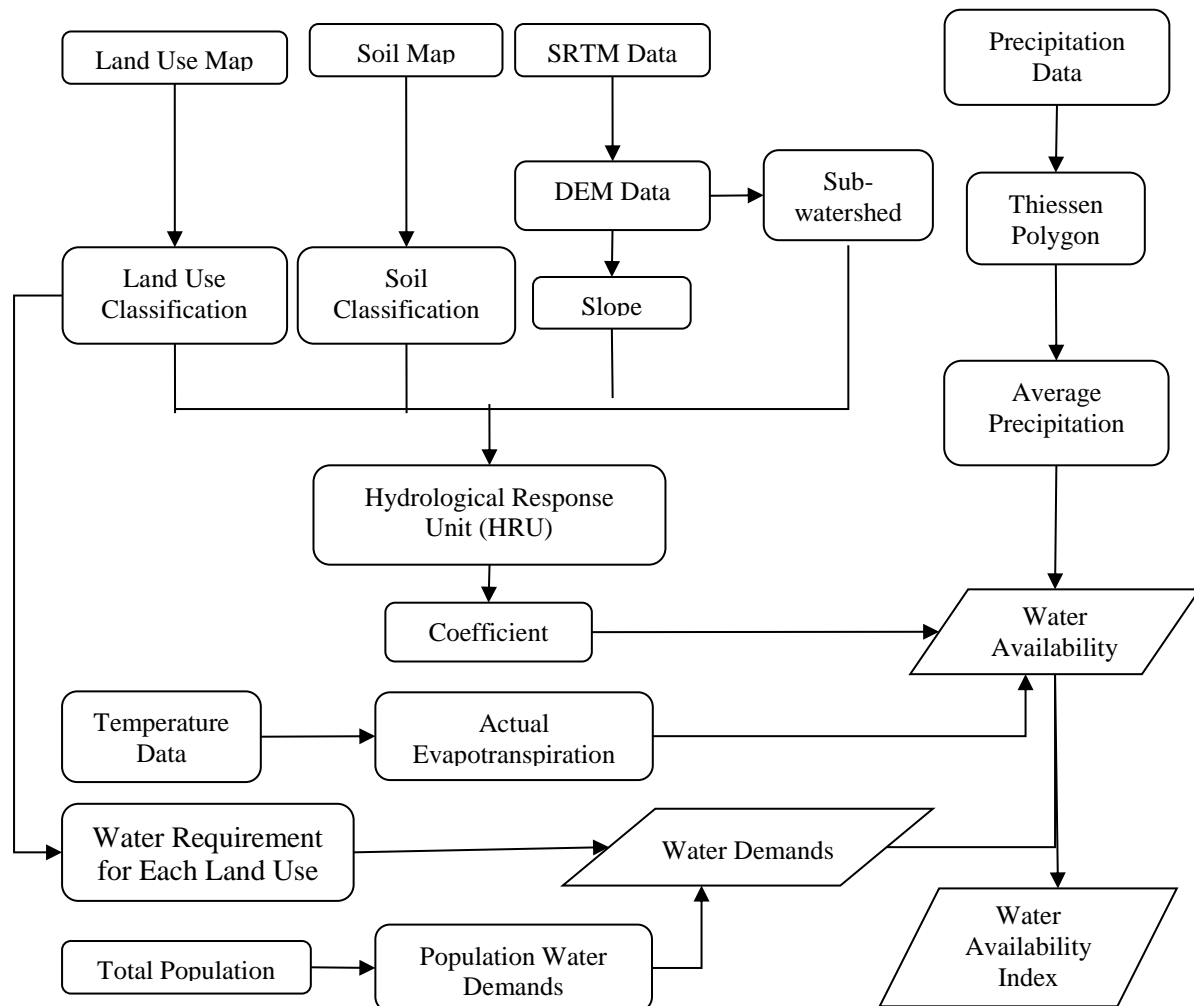 Land Use Map
Soil Map
SRTM Data
Precipitation
Data
DEM Data
Sub-
watershed
Thiessen
Polygon
Land Use
Classification
Soil
Classification
Slope
Average
Precipitation
Hydrological Response
Unit (HRU)
Coefficient
Water
Availability
Temperature
Data
Actual
Evapotranspiration
Water Requirement
for Each Land Use
Water Demands
Total Population
Population Water
Demands
Water
Availability
Index